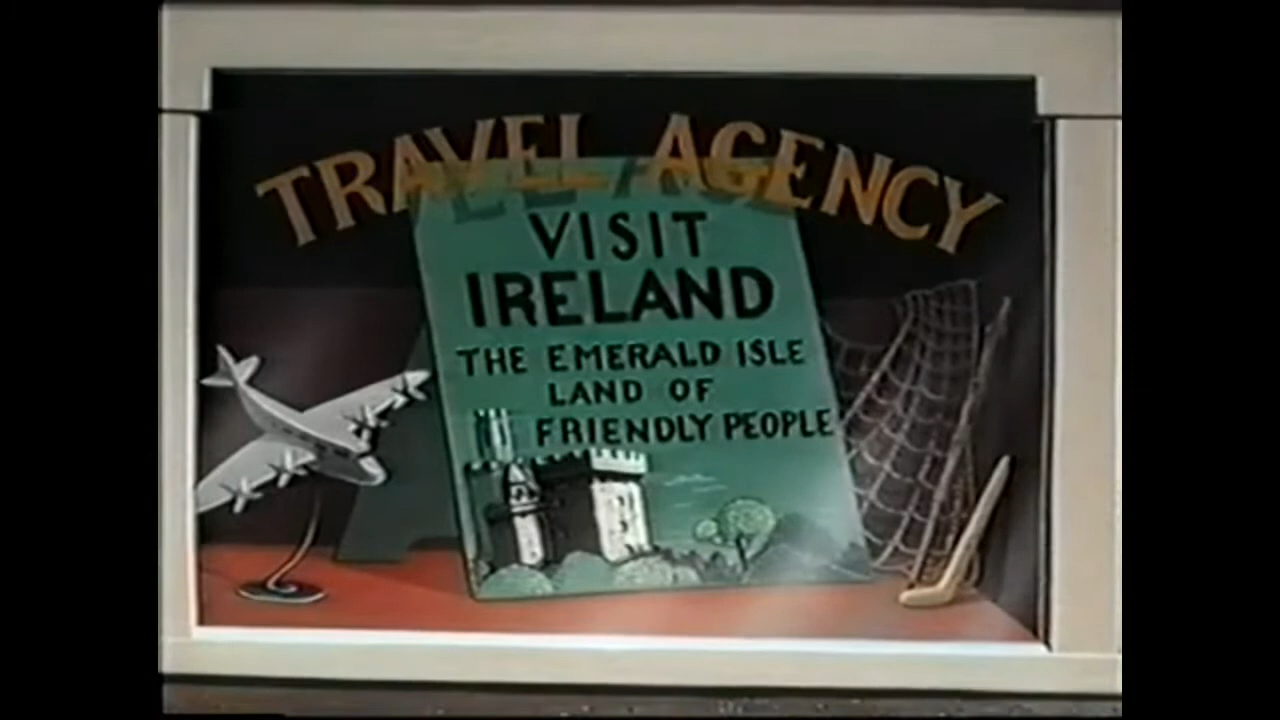 TRAVEL AGENCY
VISIT
IRELAND
THE EMERALD ISLE
LAND OF
FRIENDLY PEOPLE